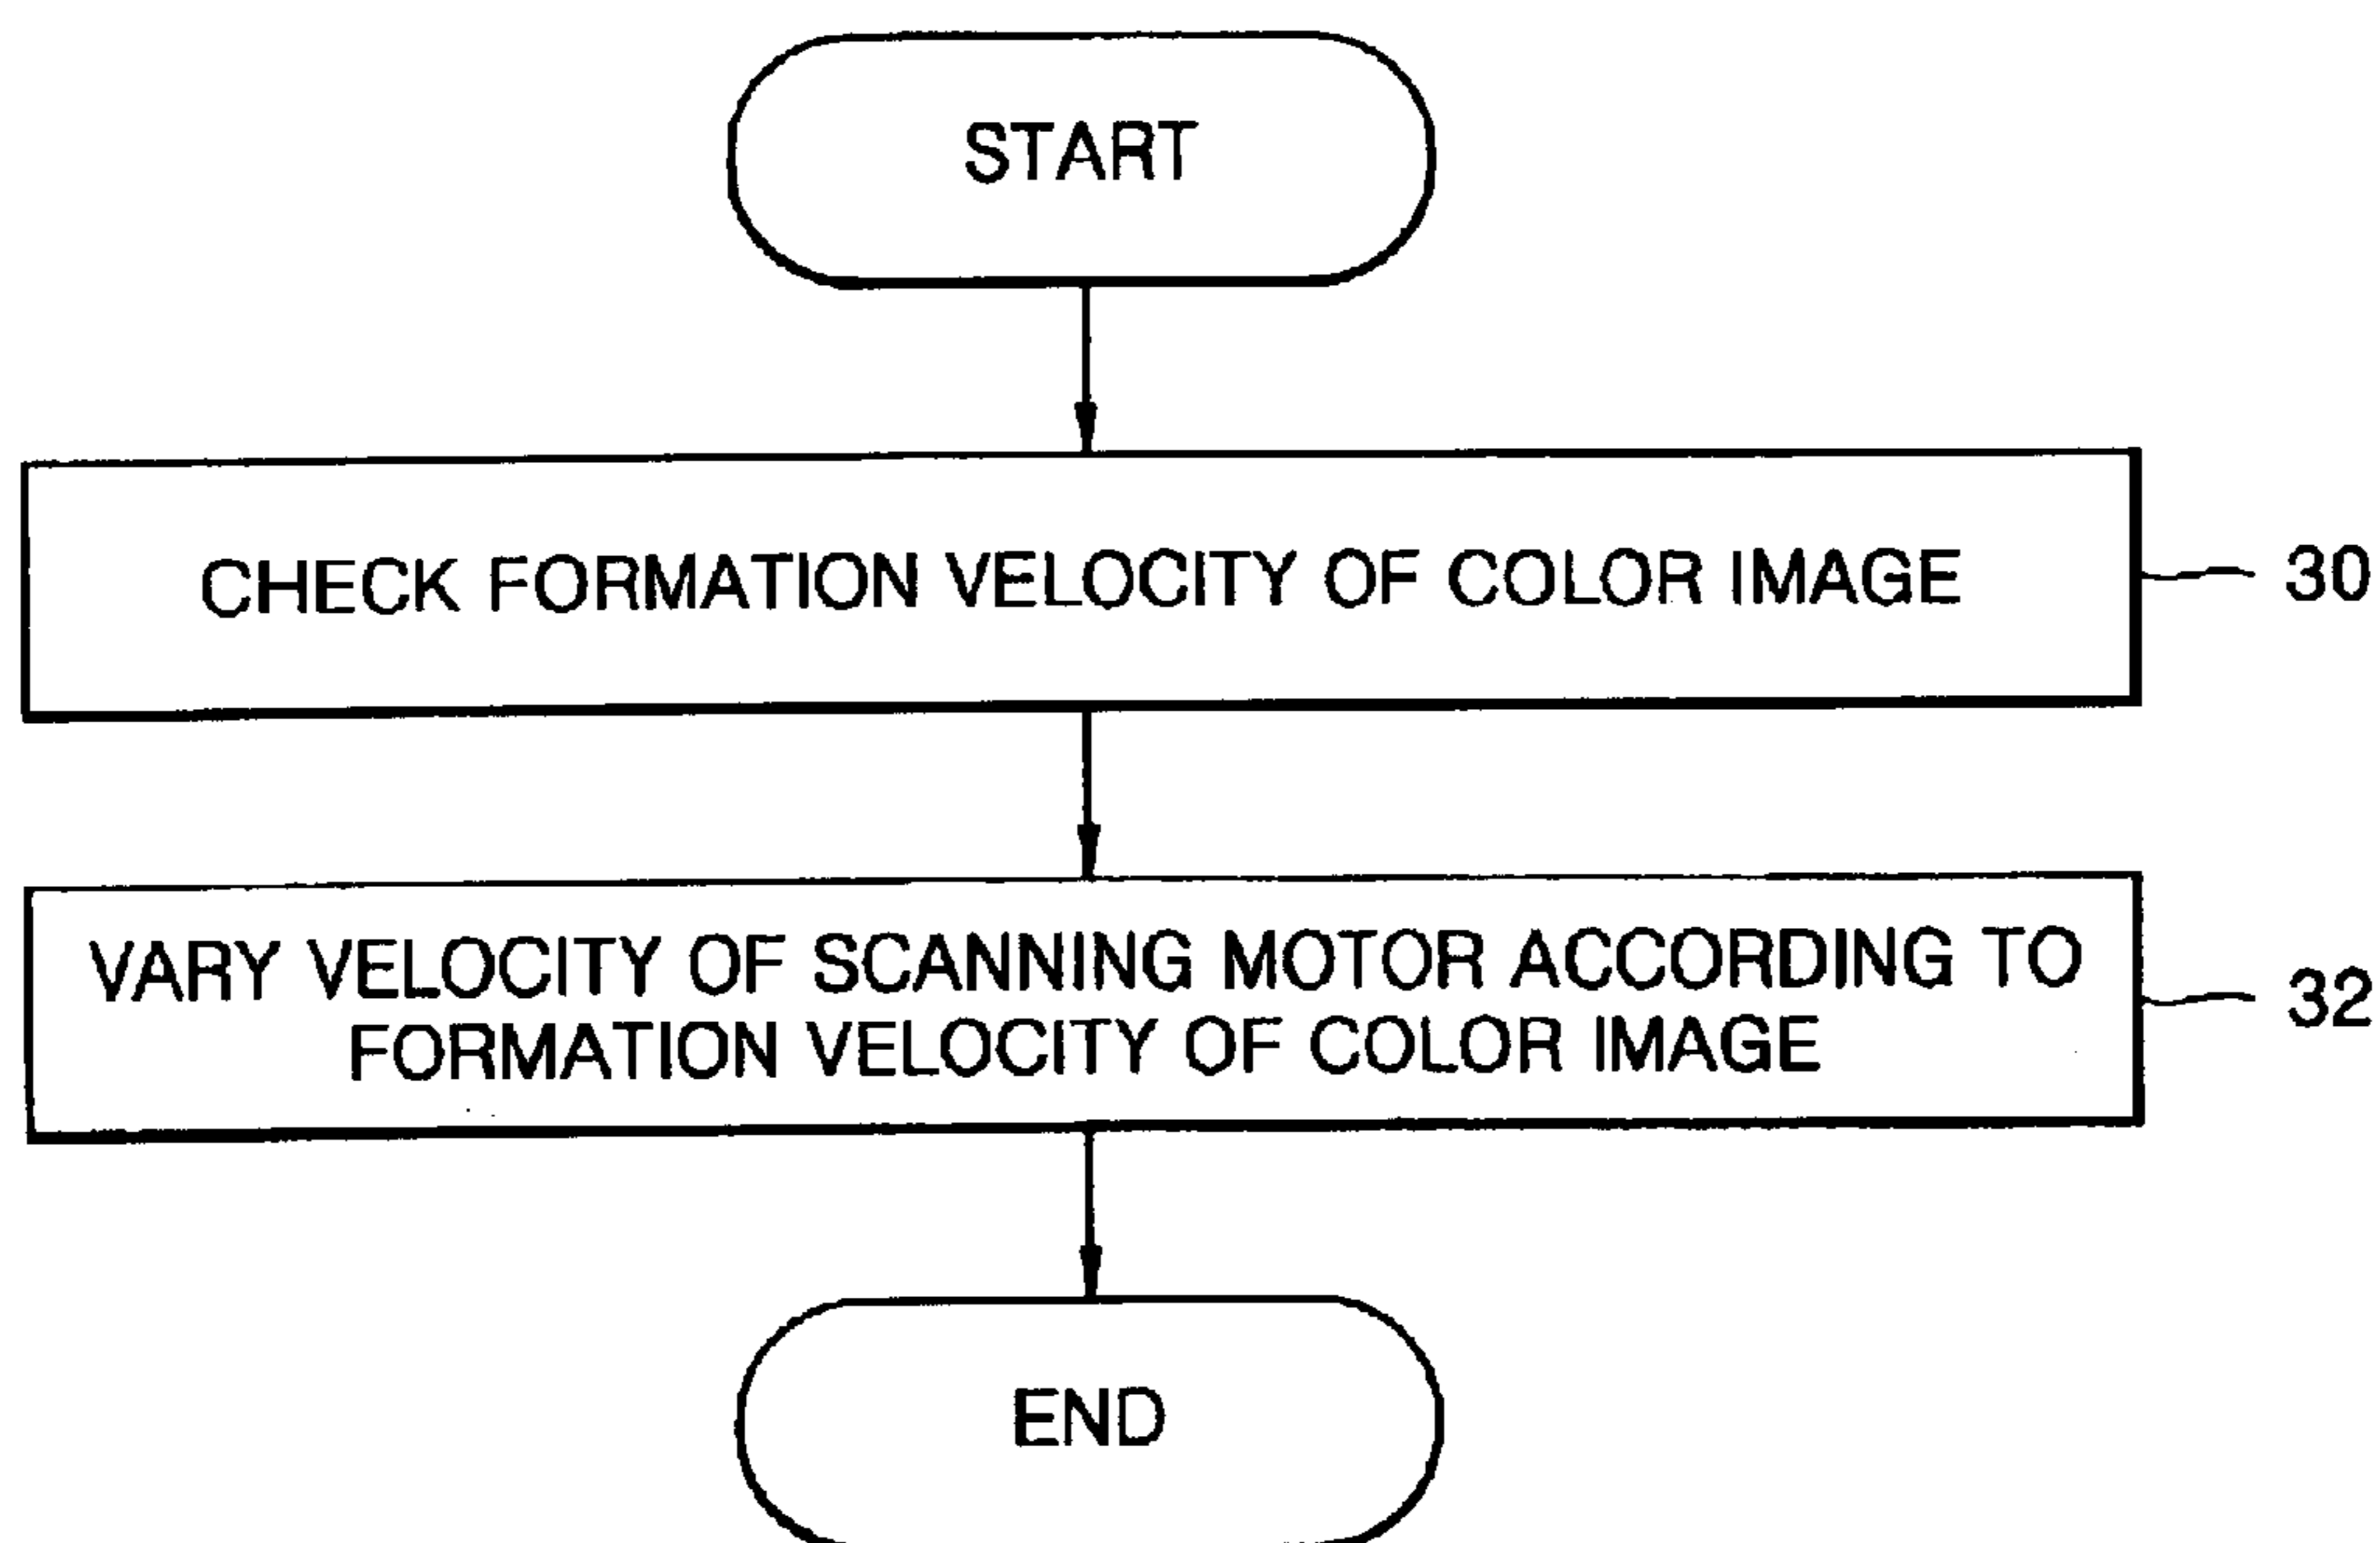 START
CHECK FORMATION VELOCITY OF COLOR IMAGE
30
VARY VELOCITY OF SCANNING MOTOR ACCORDING TO
FORMATION VELOCITY OF COLOR IMAGE
32
END